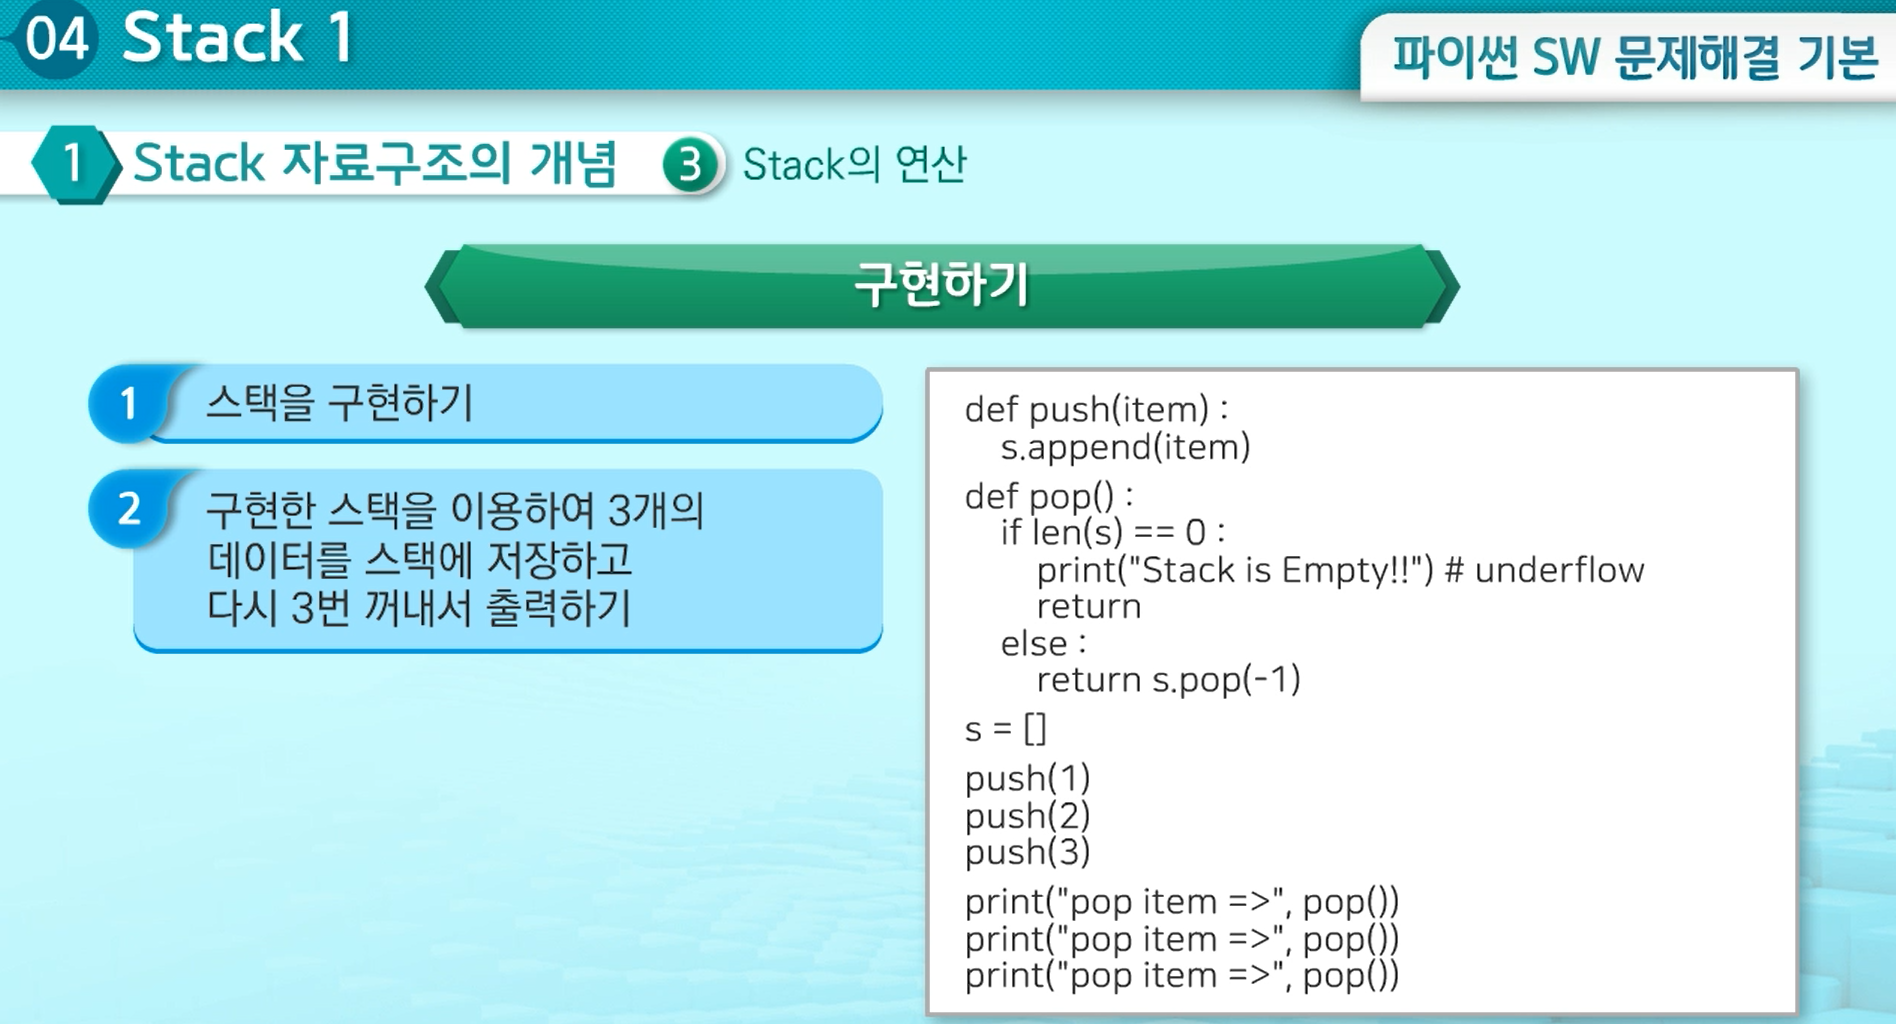 04 Stack 1
파이썬 SW 문제해결 기본
1 Stack 자료구조의 개념 3 Stack의 연산
구현하기
1 스택을 구현하기
2 구현한 스택을 이용하여 3개의
데이터를 스택에 저장하고
다시 3번 꺼내서 출력하기
def push(item) :
    s.append(item)
def pop() :
    if len(s) == 0 :
        print("Stack is Empty!!") # underflow
        return
    else :
        return s.pop(-1)
s = []
push(1)
push(2)
push(3)
print("pop item =>", pop())
print("pop item =>", pop())
print("pop item =>", pop())